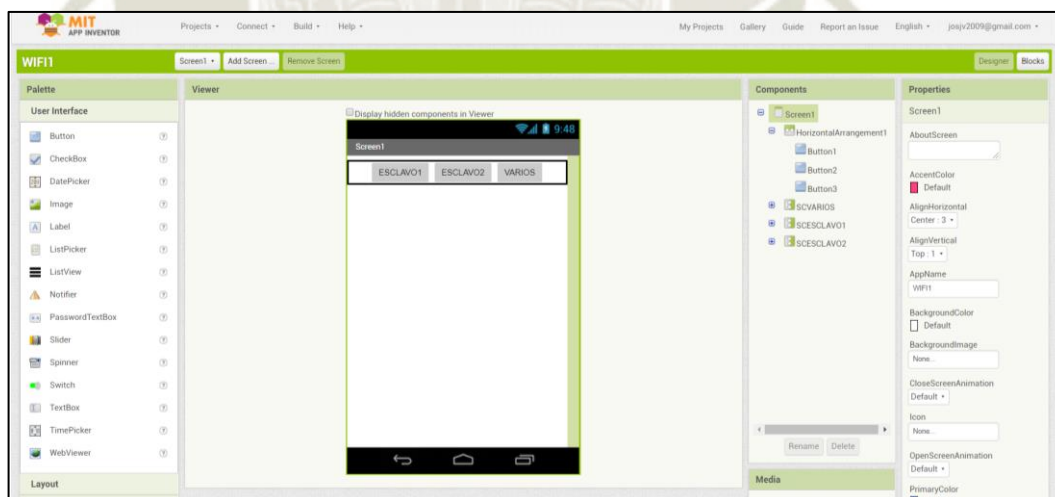 MIT
APP INVENTOR
Projects
Connect
Build
Help
My Projects
Gallery
Guide
Report an Issue
English
josjv2009@gmail.com
WIFI1
Screen1
Add Screen ...
Remove Screen
Designer
Blocks
Palette
User Interface
Button
CheckBox
DatePicker
Image
Label
ListPicker
ListView
Notifier
PasswordTextBox
Slider
Spinner
Switch
TextBox
TimePicker
WebViewer
Layout
Viewer
Display hidden components in Viewer
9:48
Screen1
ESCLAVO1 ESCLAVO2 VARIOS
Components
Screen1
HorizontalArrangement1
Button1
Button2
Button3
SCVARIOS
SCESCLAVO1
SCESCLAVO2
Rename Delete
Media
Properties
Screen1
AboutScreen
AccentColor
Default
AlignHorizontal
Center : 3
AlignVertical
Top : 1
AppName
WIFI1
BackgroundColor
Default
BackgroundImage
None...
CloseScreenAnimation
Default
Icon
None...
OpenScreenAnimation
Default
PrimaryColor